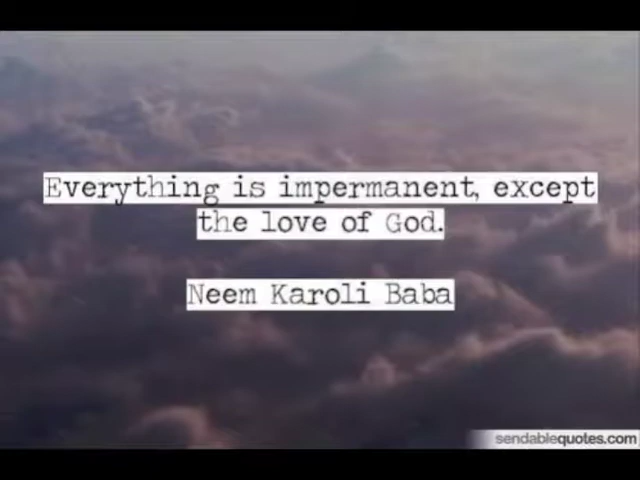 Everything is impermanent, except
the love of God.
Neem Karoli Baba
sendablequotes.com